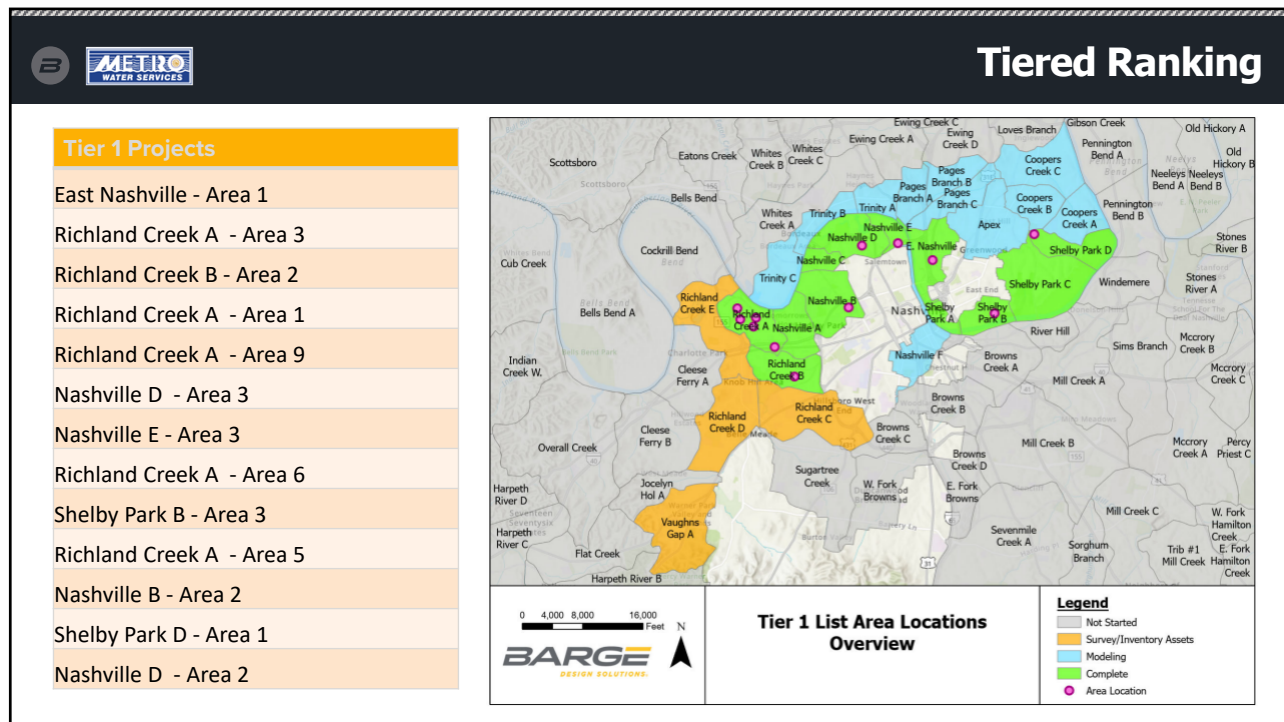 B
METRO
WATER SERVICES
Tiered Ranking
Tier 1 Projects
East Nashville - Area 1
Richland Creek A  - Area 3
Richland Creek B - Area 2
Richland Creek A  - Area 1
Richland Creek A  - Area 9
Nashville D  - Area 3
Nashville E - Area 3
Richland Creek A  - Area 6
Shelby Park B - Area 3
Richland Creek A  - Area 5
Nashville B - Area 2
Shelby Park D - Area 1
Nashville D  - Area 2
Ewing Creek C
Gibson Creek
Loves Branch
Old Hickory A
Ewing Creek A
Ewing
Creek D
Pennington
Bend A
Scottsboro
Eatons Creek
Whites
Creek B
Whites
Creek C
Old
Hickory B
Coopers
Creek C
Pages
Branch B
Neeleys
Bend A
Neeleys
Bend B
Bells Bend
Pages
Branch A
Pages
Branch C
Coopers
Creek B
Pennington
Bend B
Whites
Creek A
Trinity B
Trinity A
Apex
Coopers
Creek A
Nashville E
Nashville D
E. Nashville
Shelby Park D
Stones
River B
Cockrill Bend
Cub Creek
Nashville C
Salemtown
Trinity C
Shelby Park C
Windemere
Stones
River A
East End
Richland
Creek E
Nashville B
Bells Bend A
Richland
Creek A
Nashville A
Shelby
Park A
Shelby
Park B
River Hill
Sims Branch
Mccrory
Creek B
Charlotte Park
Nashville F
Browns
Creek A
Indian
Creek W.
Cleese
Ferry A
Richland
Creek B
Mill Creek A
Mccrory
Creek C
Richland
Creek C
Hillsboro West
End
Browns
Creek B
Richland
Creek D
Belle Meade
Cleese
Ferry B
Browns
Creek C
Overall Creek
Mill Creek B
Mccrory
Creek A
Percy
Priest C
Browns
Creek D
Sugartree
Creek
W. Fork
Browns
E. Fork
Browns
Jocelyn
Hol A
Harpeth
River D
Vaughns
Gap A
Mill Creek C
W. Fork
Hamilton
Creek
Sevenmile
Creek A
Harpeth
River C
Flat Creek
Sorghum
Branch
Trib #1
Mill Creek
E. Fork
Hamilton
Creek
Harpeth River B
31
0 4,000 8,000 16,000
Feet
N
BARGE
DESIGN SOLUTIONS
Tier 1 List Area Locations
Overview
Legend
Not Started
Survey/Inventory Assets
Modeling
Complete
Area Location